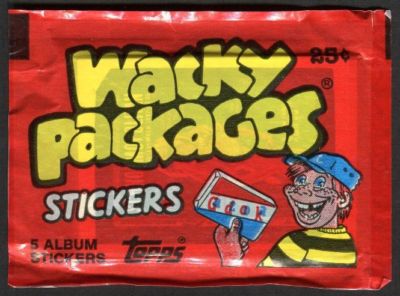 Wacky
25¢
Packages®
STICKERS
5 ALBUM
STICKERS
topps